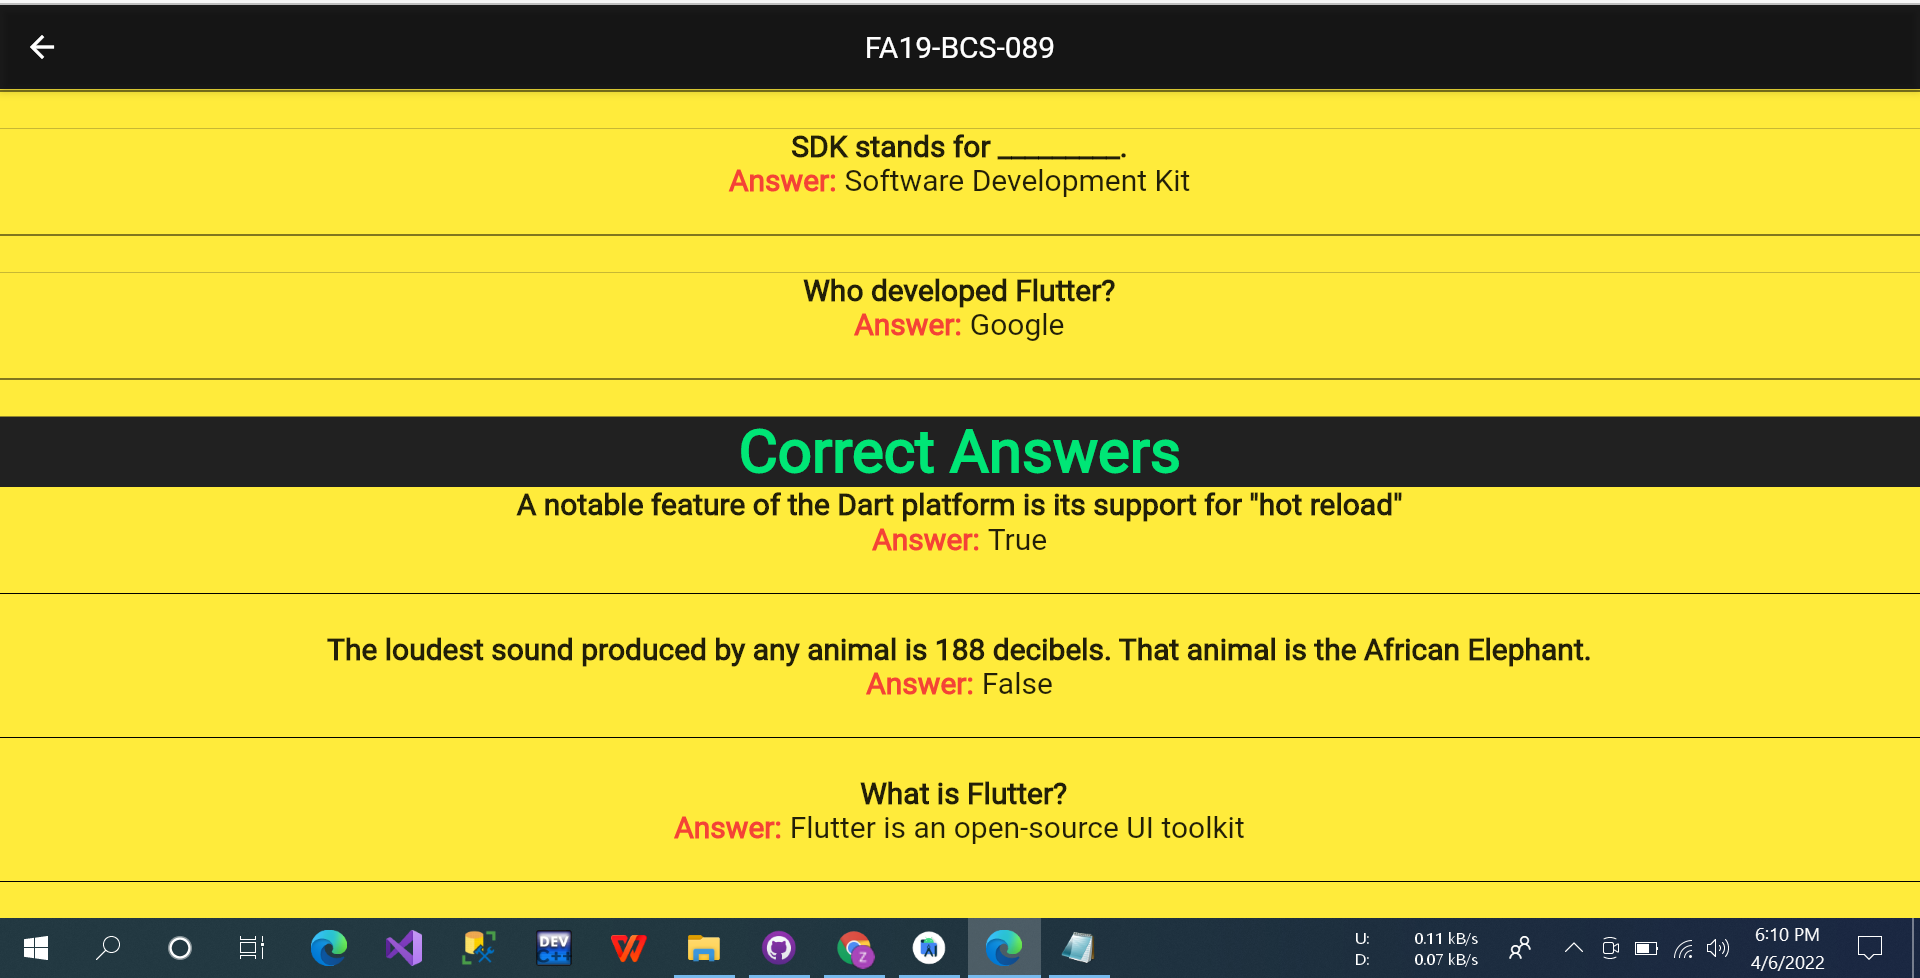 FA19-BCS-089
SDK stands for _________.
Answer: Software Development Kit
Who developed Flutter?
Answer: Google
Correct Answers
A notable feature of the Dart platform is its support for "hot reload"
Answer: True
The loudest sound produced by any animal is 188 decibels. That animal is the African Elephant.
Answer: False
What is Flutter?
Answer: Flutter is an open-source UI toolkit
DEV
C++
Z
U: 0.11 kB/s
D: 0.07 kB/s
6:10 PM
4/6/2022